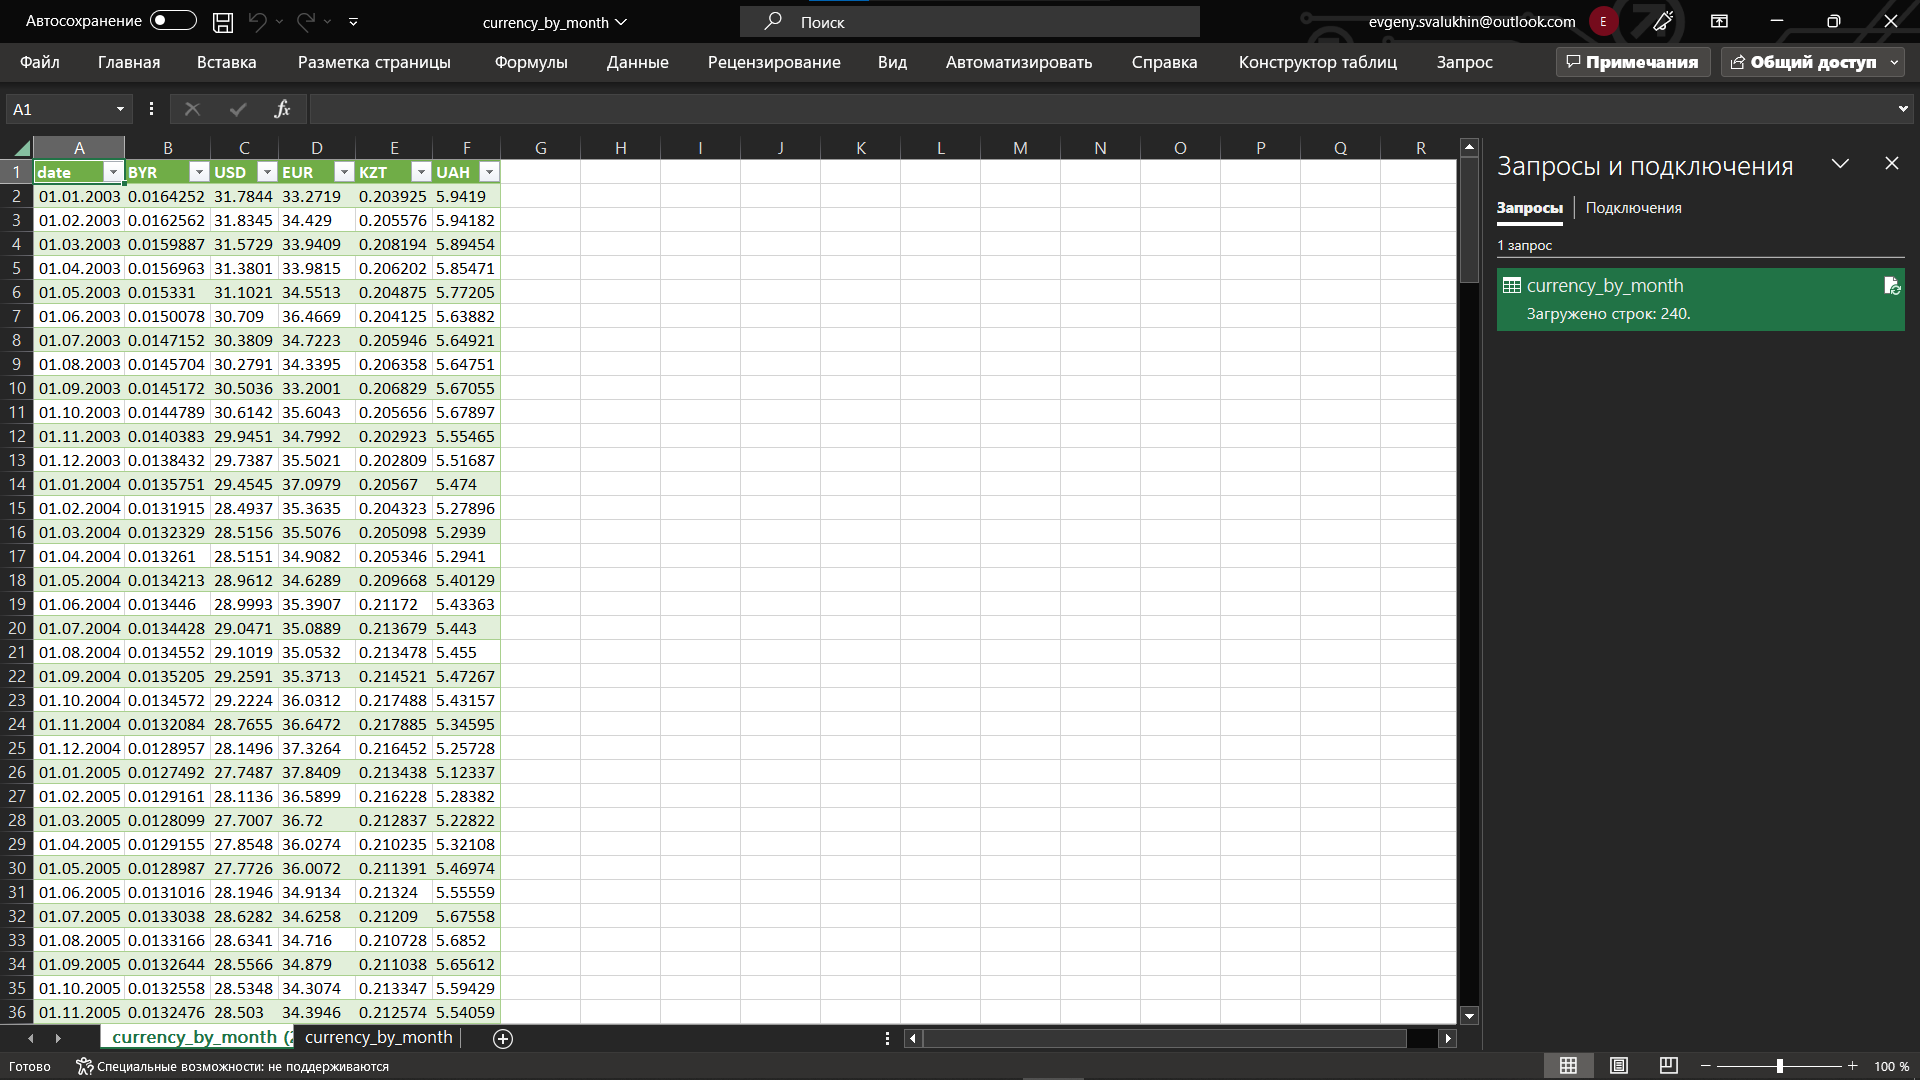 Автосохранение
currency_by_month
Поиск
evgeny.svalukhin@outlook.com
E
Файл Главная Вставка Разметка страницы Формулы Данные Рецензирование Вид Автоматизировать Справка Конструктор таблиц Запрос Примечания Общий доступ
A1 fx
A B C D E F G H I J K L M N O P Q R
1 date BYR USD EUR KZT UAH
2 01.01.2003 0.0164252 31.7844 33.2719 0.203925 5.9419
3 01.02.2003 0.0162562 31.8345 34.429 0.205576 5.94182
4 01.03.2003 0.0159887 31.5729 33.9409 0.208194 5.89454
5 01.04.2003 0.0156963 31.3801 33.9815 0.206202 5.85471
6 01.05.2003 0.015331 31.1021 34.5513 0.204875 5.77205
7 01.06.2003 0.0150078 30.709 36.4669 0.204125 5.63882
8 01.07.2003 0.0147152 30.3809 34.7223 0.205946 5.64921
9 01.08.2003 0.0145704 30.2791 34.3395 0.206358 5.64751
10 01.09.2003 0.0145172 30.5036 33.2001 0.206829 5.67055
11 01.10.2003 0.0144789 30.6142 35.6043 0.205656 5.67897
12 01.11.2003 0.0140383 29.9451 34.7992 0.202923 5.55465
13 01.12.2003 0.0138432 29.7387 35.5021 0.202809 5.51687
14 01.01.2004 0.0135751 29.4545 37.0979 0.20567 5.474
15 01.02.2004 0.0131915 28.4937 35.3635 0.204323 5.27896
16 01.03.2004 0.0132329 28.5156 35.5076 0.205098 5.2939
17 01.04.2004 0.013261 28.5151 34.9082 0.205346 5.2941
18 01.05.2004 0.0134213 28.9612 34.6289 0.209668 5.40129
19 01.06.2004 0.013446 28.9993 35.3907 0.21172 5.43363
20 01.07.2004 0.0134428 29.0471 35.0889 0.213679 5.443
21 01.08.2004 0.0134552 29.1019 35.0532 0.213478 5.455
22 01.09.2004 0.0135205 29.2591 35.3713 0.214521 5.47267
23 01.10.2004 0.0134572 29.2224 36.0312 0.217488 5.43157
24 01.11.2004 0.0132084 28.7655 36.6472 0.217885 5.34595
25 01.12.2004 0.0128957 28.1496 37.3264 0.216452 5.25728
26 01.01.2005 0.0127492 27.7487 37.8409 0.213438 5.12337
27 01.02.2005 0.0129161 28.1136 36.5899 0.216228 5.28382
28 01.03.2005 0.0128099 27.7007 36.72 0.212837 5.22822
29 01.04.2005 0.0129155 27.8548 36.0274 0.210235 5.32108
30 01.05.2005 0.0128987 27.7726 36.0072 0.211391 5.46974
31 01.06.2005 0.0131016 28.1946 34.9134 0.21324 5.55559
32 01.07.2005 0.0133038 28.6282 34.6258 0.21209 5.67558
33 01.08.2005 0.0133166 28.6341 34.716 0.210728 5.6852
34 01.09.2005 0.0132644 28.5566 34.879 0.211038 5.65612
35 01.10.2005 0.0132558 28.5348 34.3074 0.213347 5.59429
36 01.11.2005 0.0132476 28.503 34.3946 0.212574 5.54059
Запросы и подключения
Запросы Подключения
1 запрос
currency_by_month
Загружено строк: 240.
currency_by_month (2 currency_by_month
Готово Специальные возможности: не поддерживаются 100 %